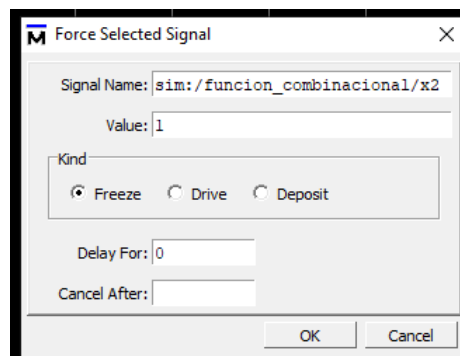 Force Selected Signal
Signal Name: sim:/funcion_combinacional/x2
Value: 1
Kind
Freeze Drive Deposit
Delay For: 0
Cancel After:
OK Cancel